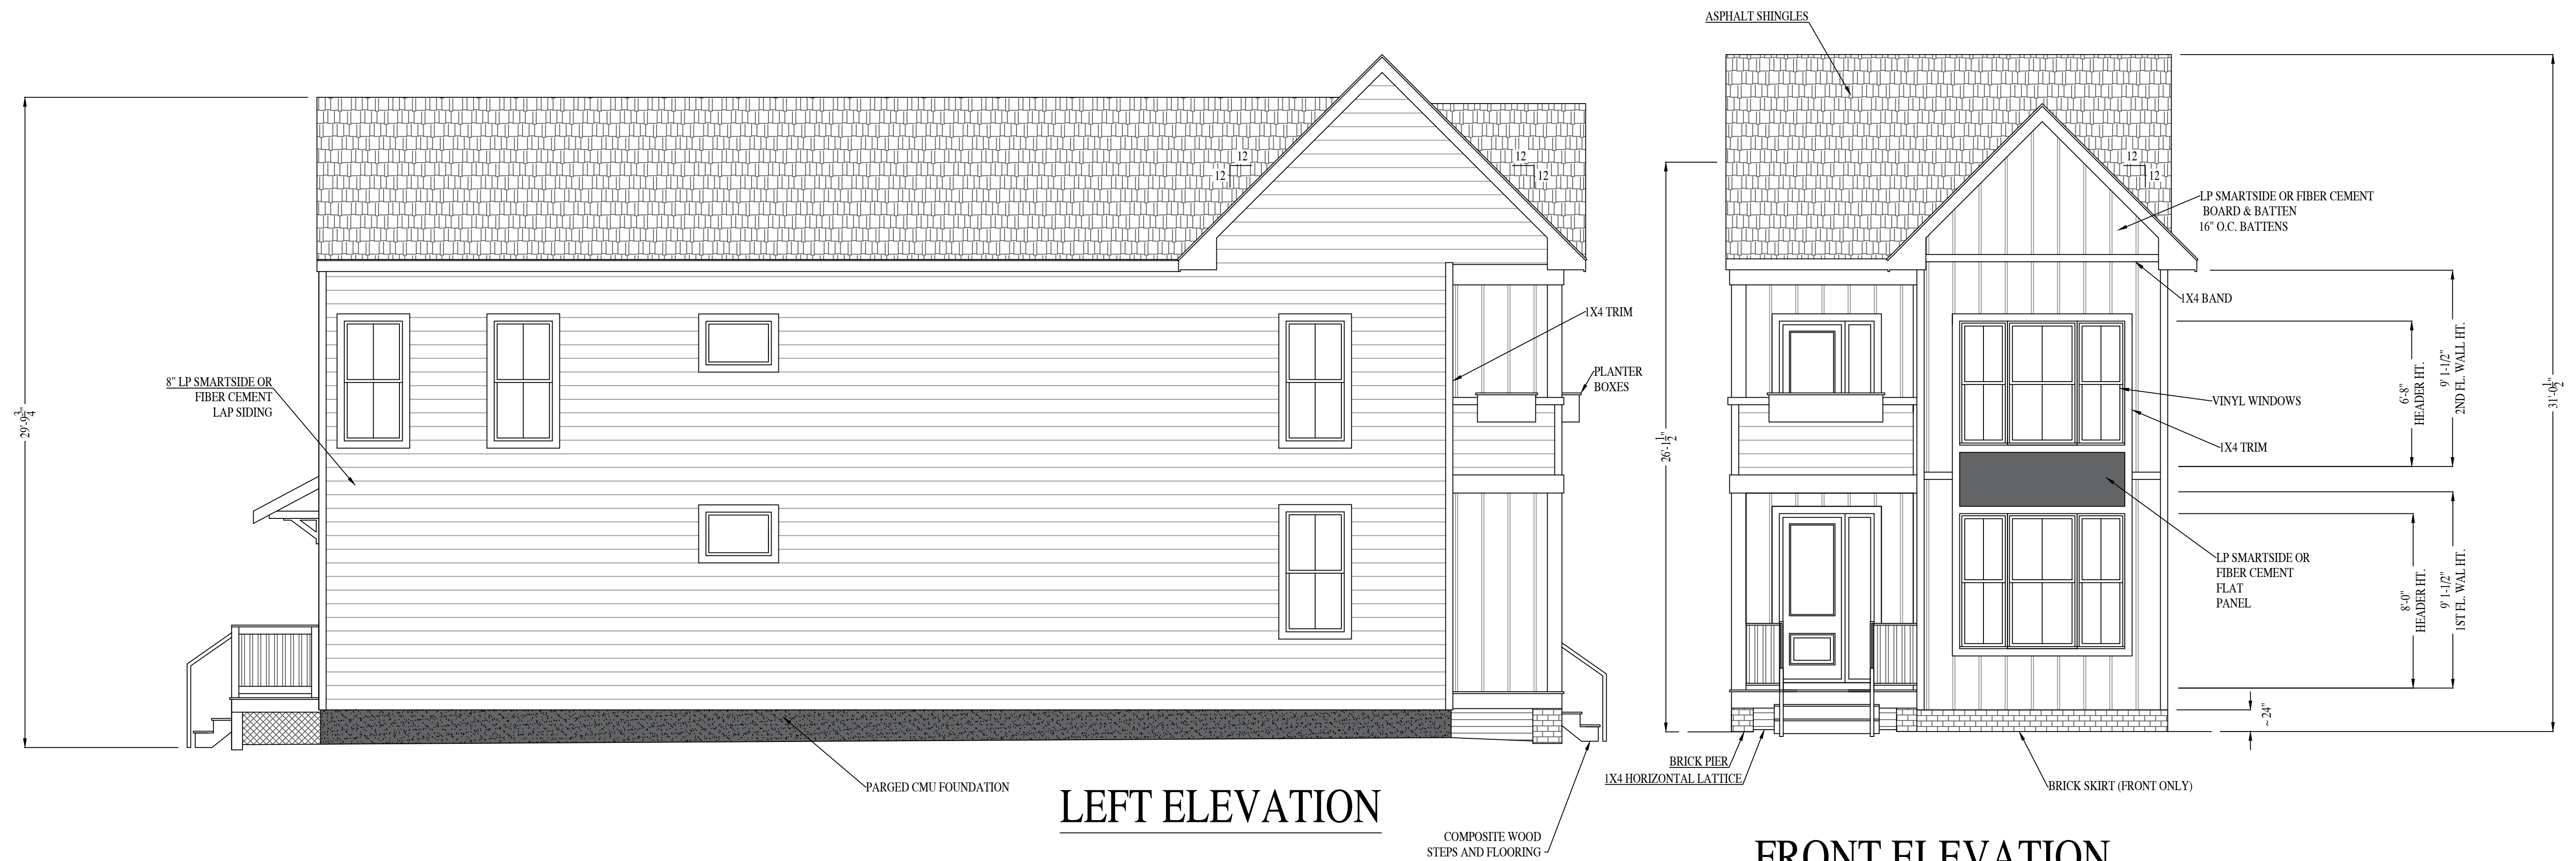 ASPHALT SHINGLES
12
12
12
12
12
12
LP SMARTSIDE OR FIBER CEMENT
BOARD & BATTEN
16" O.C. BATTENS
1X4 BAND
1X4 TRIM
PLANTER
BOXES
8" LP SMARTSIDE OR
FIBER CEMENT
LAP SIDING
29'-9 3/4"
26'-1 1/2"
6'-8"
HEADER HT.
9' 1-1/2"
2ND FL. WALL HT.
31'-0 1/2"
VINYL WINDOWS
1X4 TRIM
LP SMARTSIDE OR
FIBER CEMENT
FLAT
PANEL
8'-0"
HEADER HT.
9' 1-1/2"
1ST FL. WAL HT.
~ 24"
BRICK PIER
1X4 HORIZONTAL LATTICE
BRICK SKIRT (FRONT ONLY)
PARGED CMU FOUNDATION
LEFT ELEVATION
COMPOSITE WOOD
STEPS AND FLOORING
FRONT ELEVATION